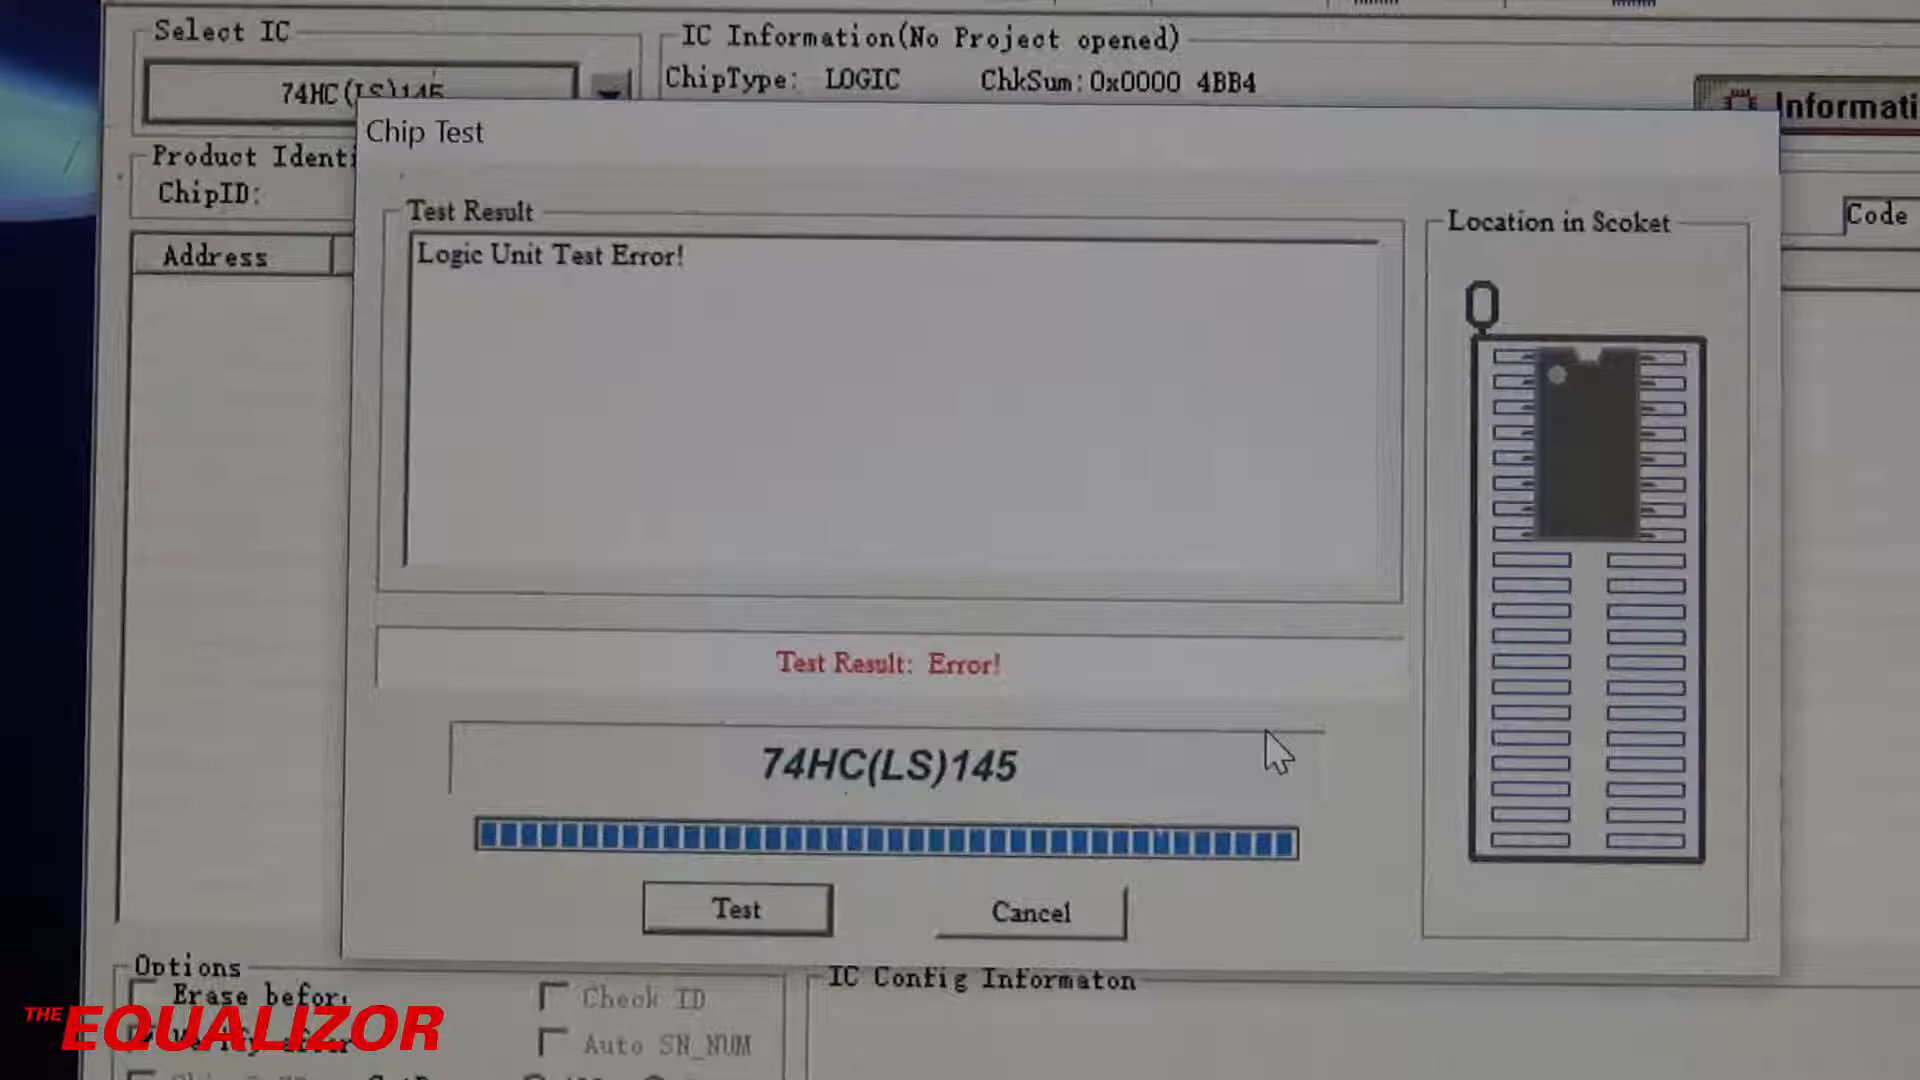 Select IC
IC Information(No Project opened)
74HC(LS)145
ChipType: LOGIC ChkSum:0x0000 4BB4
Informati
Chip Test
Product Identi
ChipID:
Test Result
Location in Scoket
Code
Address
Logic Unit Test Error!
Test Result: Error!
74HC(LS)145
Test
Cancel
Options
IC Config Informaton
Erase befor
Check ID
THE EQUALIZOR
Verify after
Auto SN_NUM